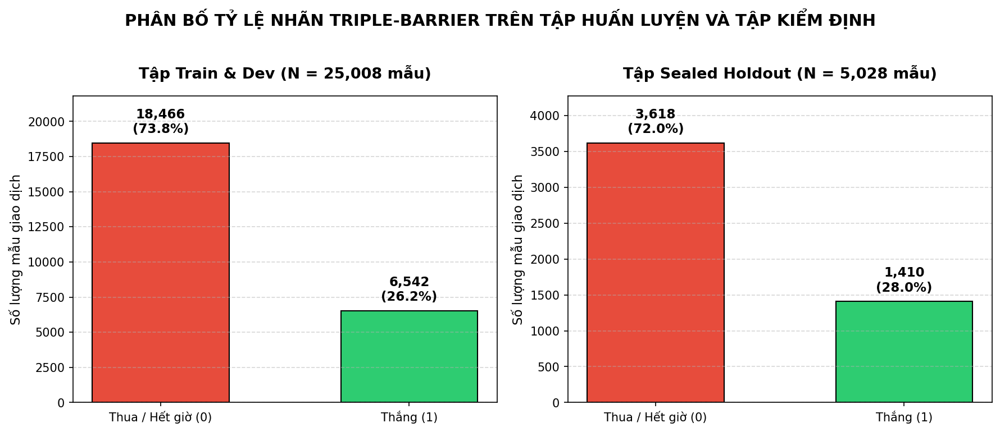 PHÂN BỐ TỶ LỆ NHÃN TRIPLE-BARRIER TRÊN TẬP HUẤN LUYỆN VÀ TẬP KIỂM ĐỊNH
Tập Train & Dev (N = 25,008 mẫu)
Số lượng mẫu giao dịch
20000
17500
15000
12500
10000
7500
5000
2500
0
18,466
(73.8%)
6,542
(26.2%)
Thua / Hết giờ (0)
Thắng (1)
Tập Sealed Holdout (N = 5,028 mẫu)
Số lượng mẫu giao dịch
4000
3500
3000
2500
2000
1500
1000
500
0
3,618
(72.0%)
1,410
(28.0%)
Thua / Hết giờ (0)
Thắng (1)